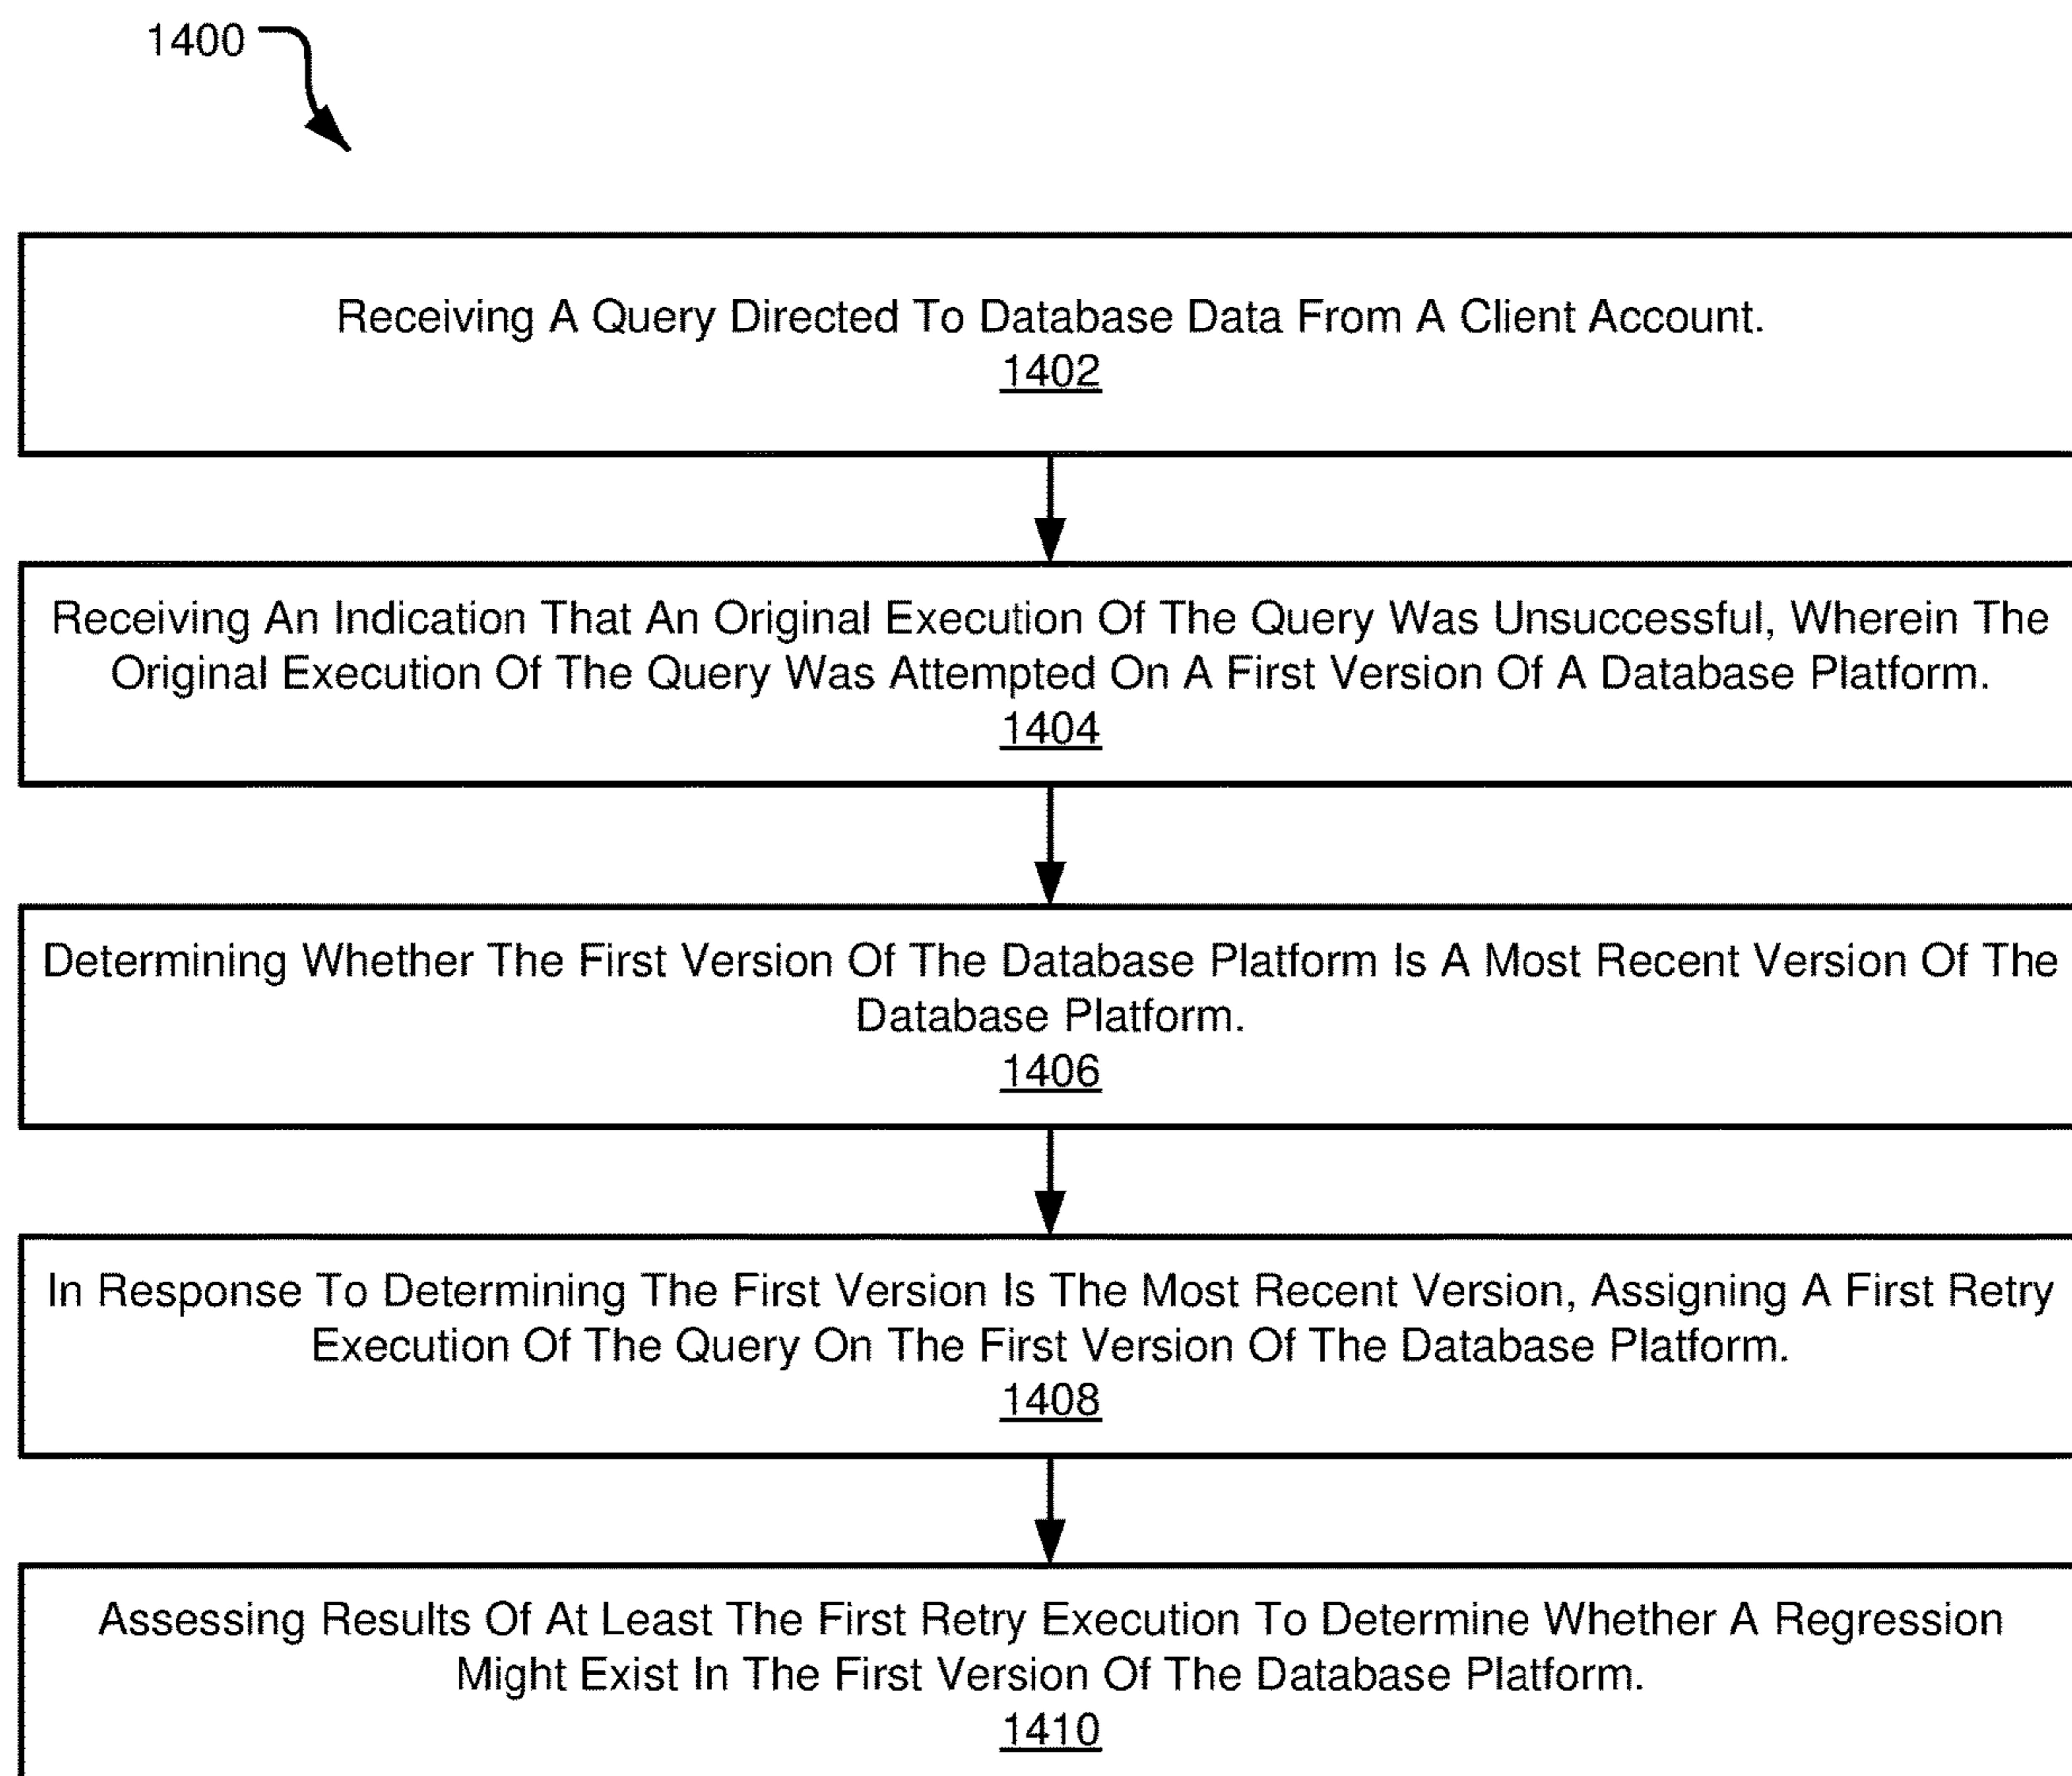 1400
Receiving A Query Directed To Database Data From A Client Account.
1402
Receiving An Indication That An Original Execution Of The Query Was Unsuccessful, Wherein The
Original Execution Of The Query Was Attempted On A First Version Of A Database Platform.
1404
Determining Whether The First Version Of The Database Platform Is A Most Recent Version Of The
Database Platform.
1406
In Response To Determining The First Version Is The Most Recent Version, Assigning A First Retry
Execution Of The Query On The First Version Of The Database Platform.
1408
Assessing Results Of At Least The First Retry Execution To Determine Whether A Regression
Might Exist In The First Version Of The Database Platform.
1410